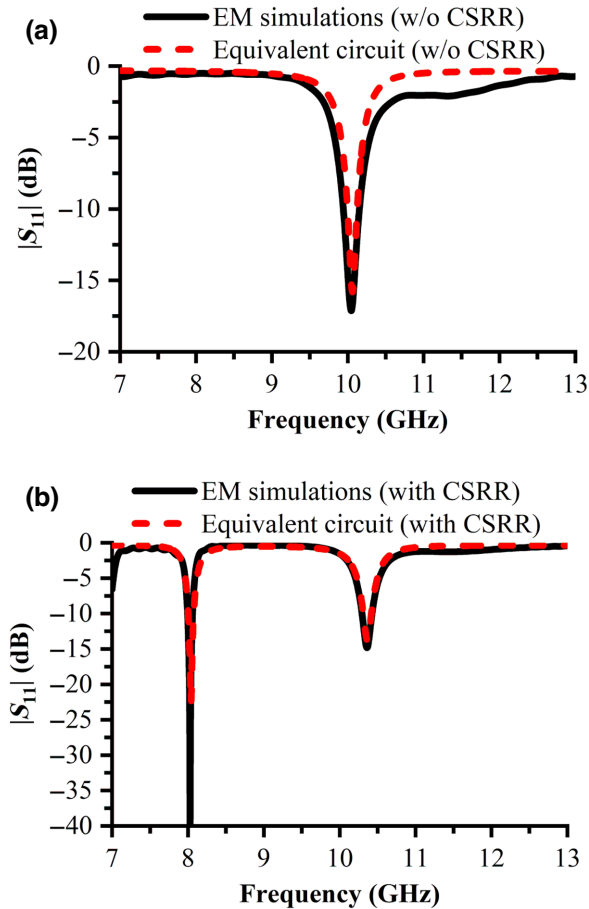 (a)
EM simulations (w/o CSRR)
Equivalent circuit (w/o CSRR)
0
−5
−10
−15
−20
|S11| (dB)
7 8 9 10 11 12 13
Frequency (GHz)
(b)
EM simulations (with CSRR)
Equivalent circuit (with CSRR)
0
−5
−10
−15
−20
−25
−30
−35
−40
|S11| (dB)
7 8 9 10 11 12 13
Frequency (GHz)